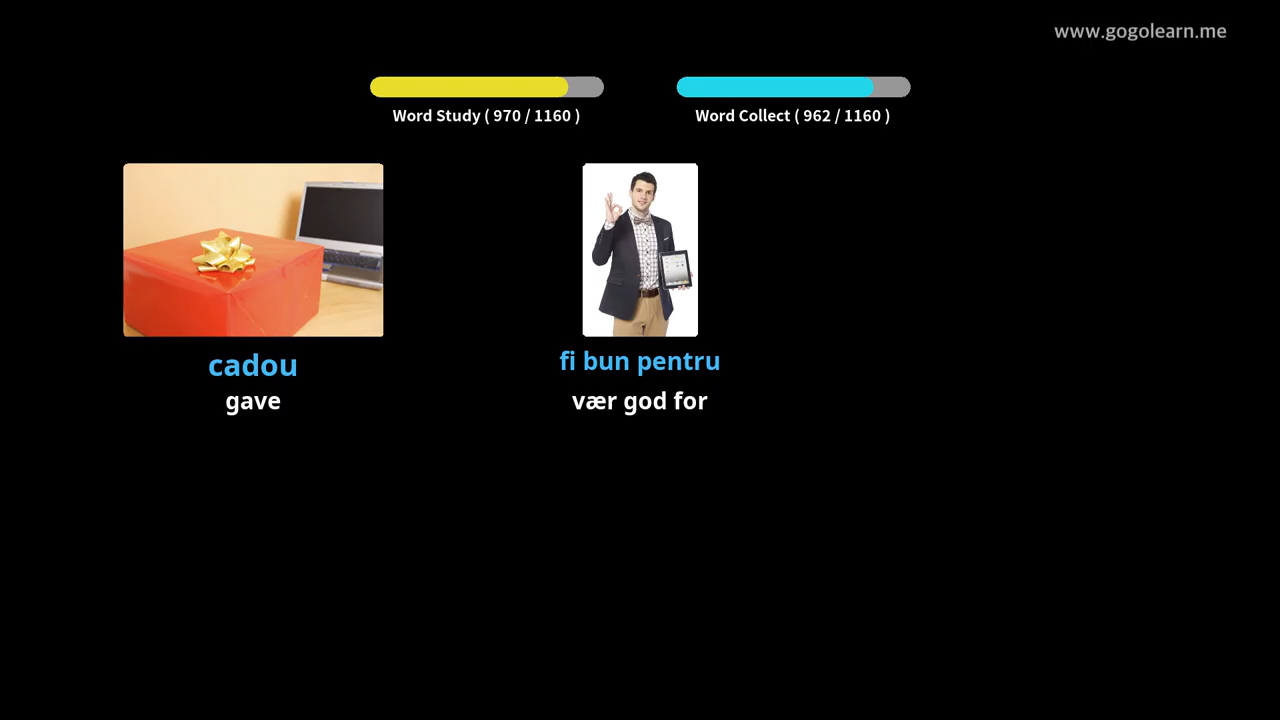 www.gogolearn.me
Word Study ( 970 / 1160 )
Word Collect ( 962 / 1160 )
cadou
gave
fi bun pentru
vær god for